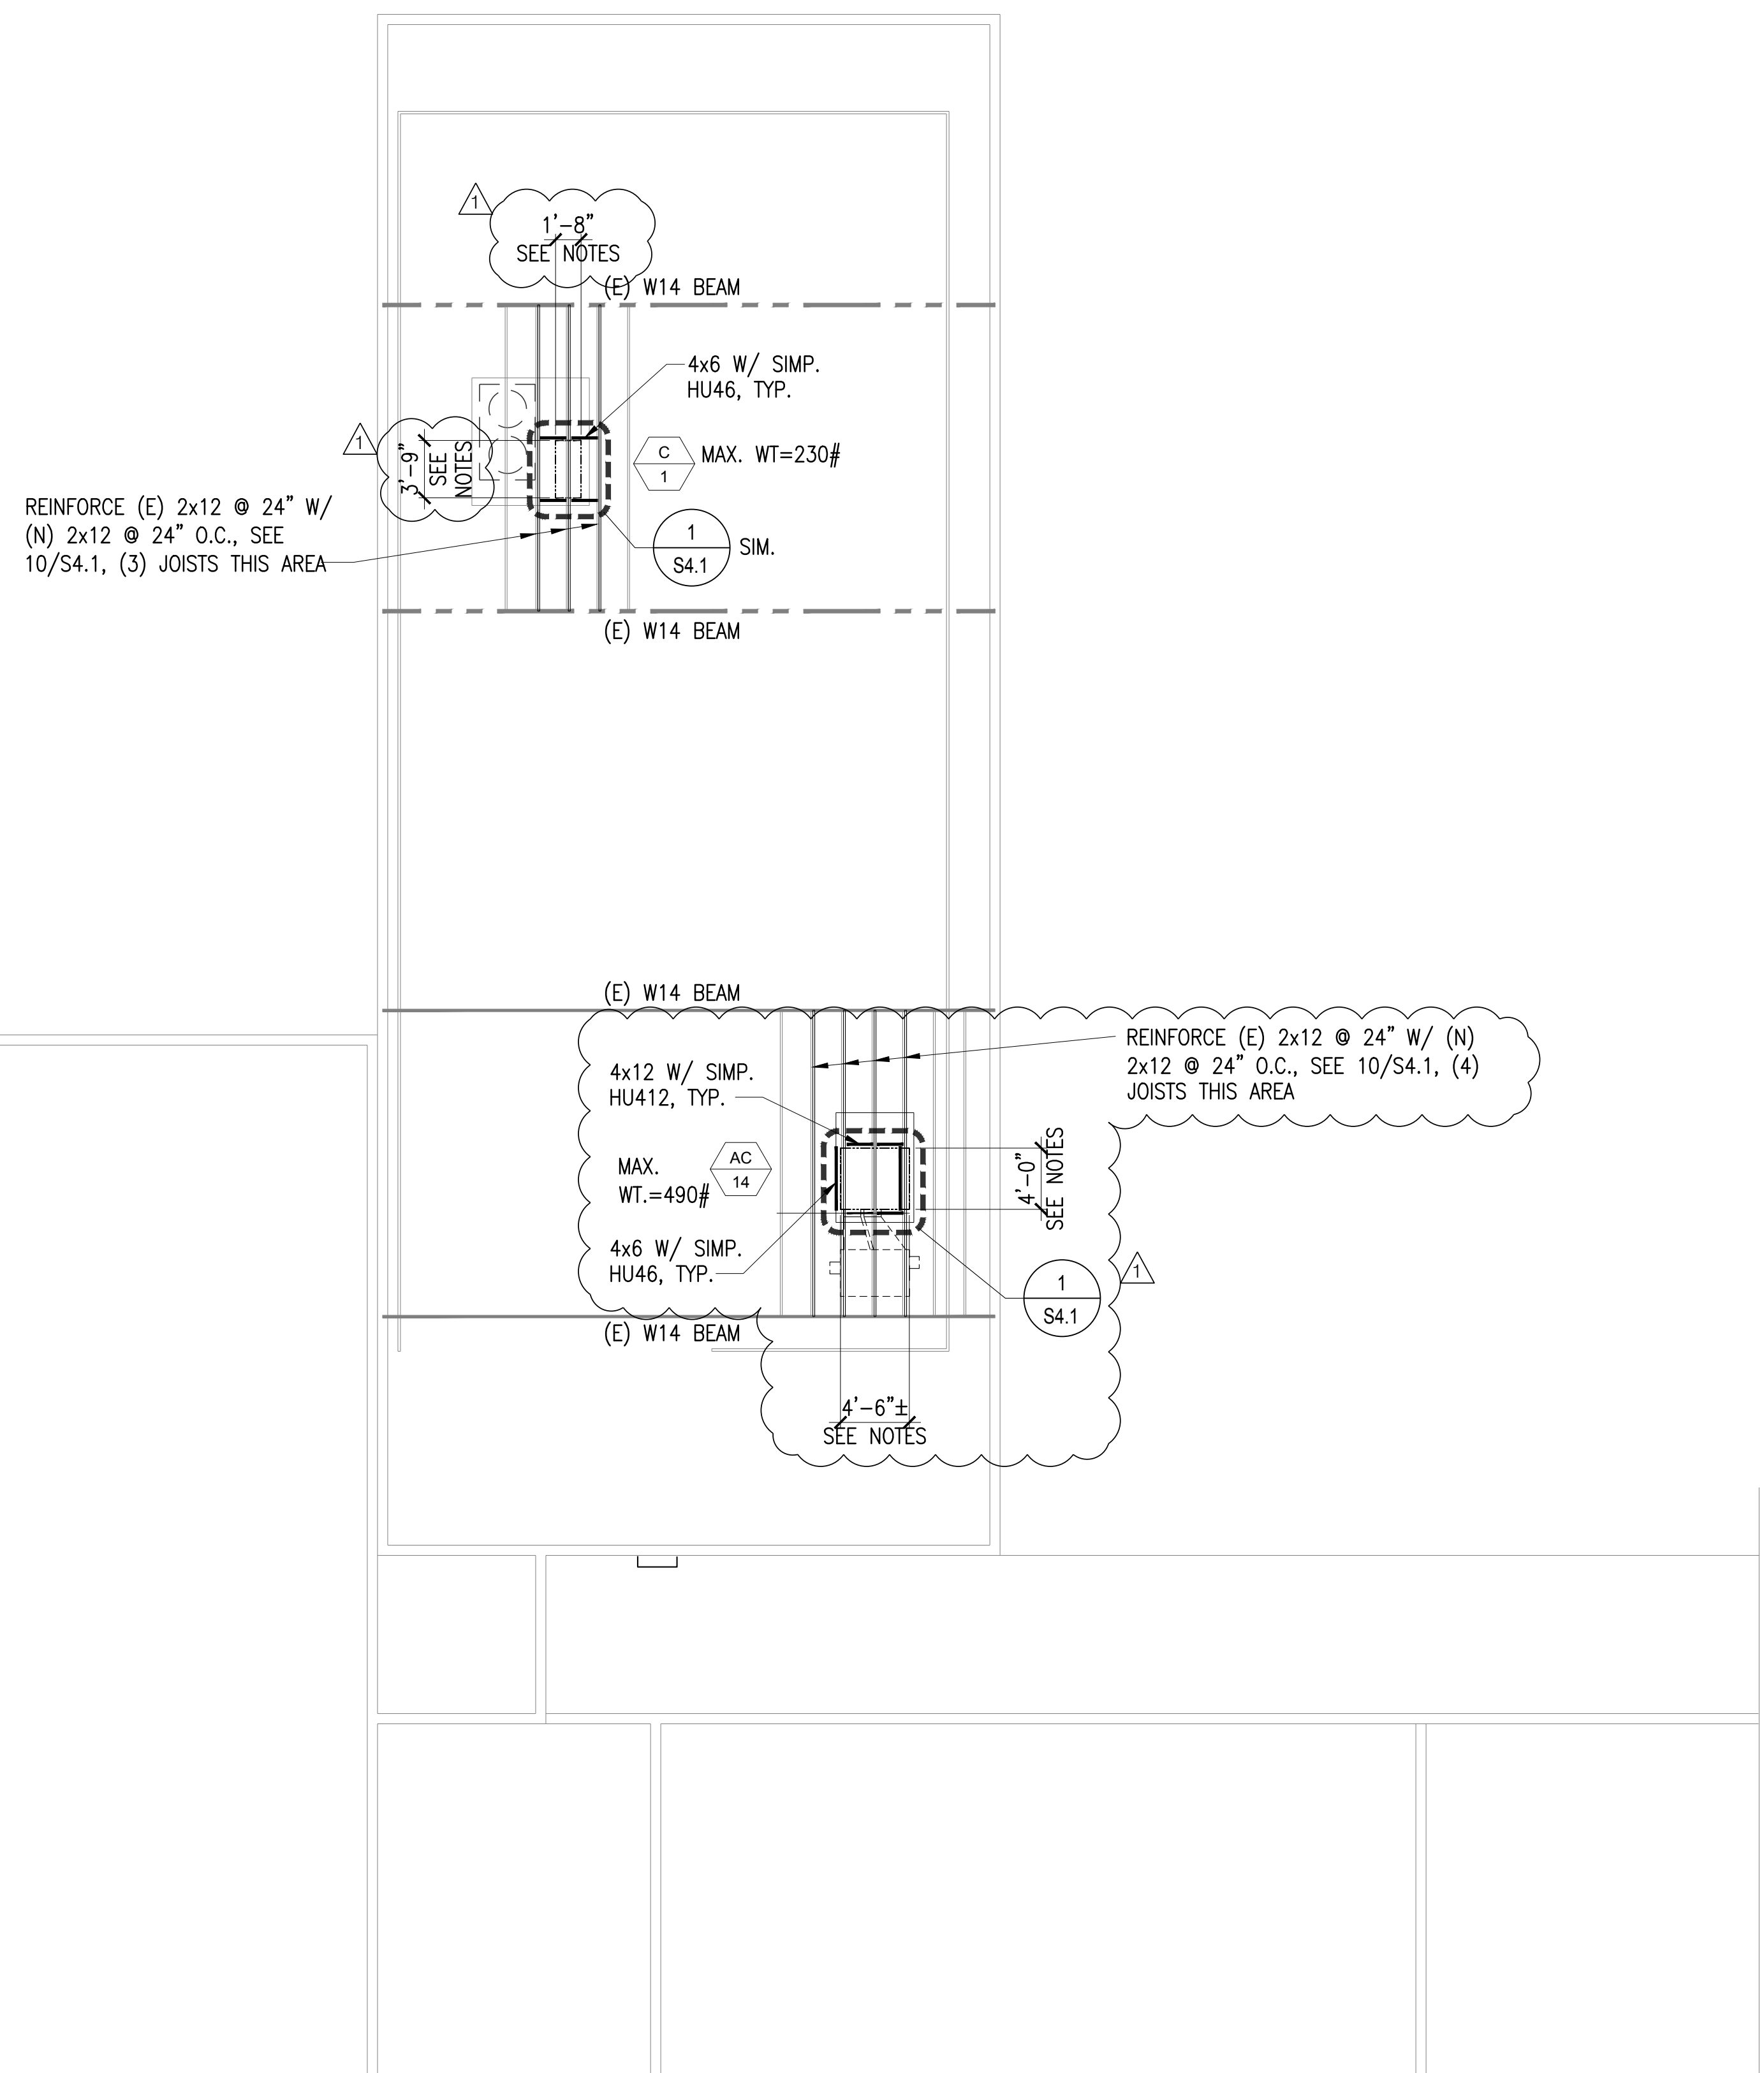 1
1'-8"
SEE NOTES
(E) W14 BEAM
4x6 W/ SIMP.
HU46, TYP.
1
3'-9"
SEE
NOTES
C
1
MAX. WT=230#
REINFORCE (E) 2x12 @ 24" W/
(N) 2x12 @ 24" O.C., SEE
10/S4.1, (3) JOISTS THIS AREA
1
S4.1
SIM.
(E) W14 BEAM
(E) W14 BEAM
REINFORCE (E) 2x12 @ 24" W/ (N)
2x12 @ 24" O.C., SEE 10/S4.1, (4)
JOISTS THIS AREA
4x12 W/ SIMP.
HU412, TYP.
MAX.
WT.=490#
AC
14
4'-0"
SEE NOTES
4x6 W/ SIMP.
HU46, TYP.
1
S4.1
1
(E) W14 BEAM
4'-6"±
SEE NOTES